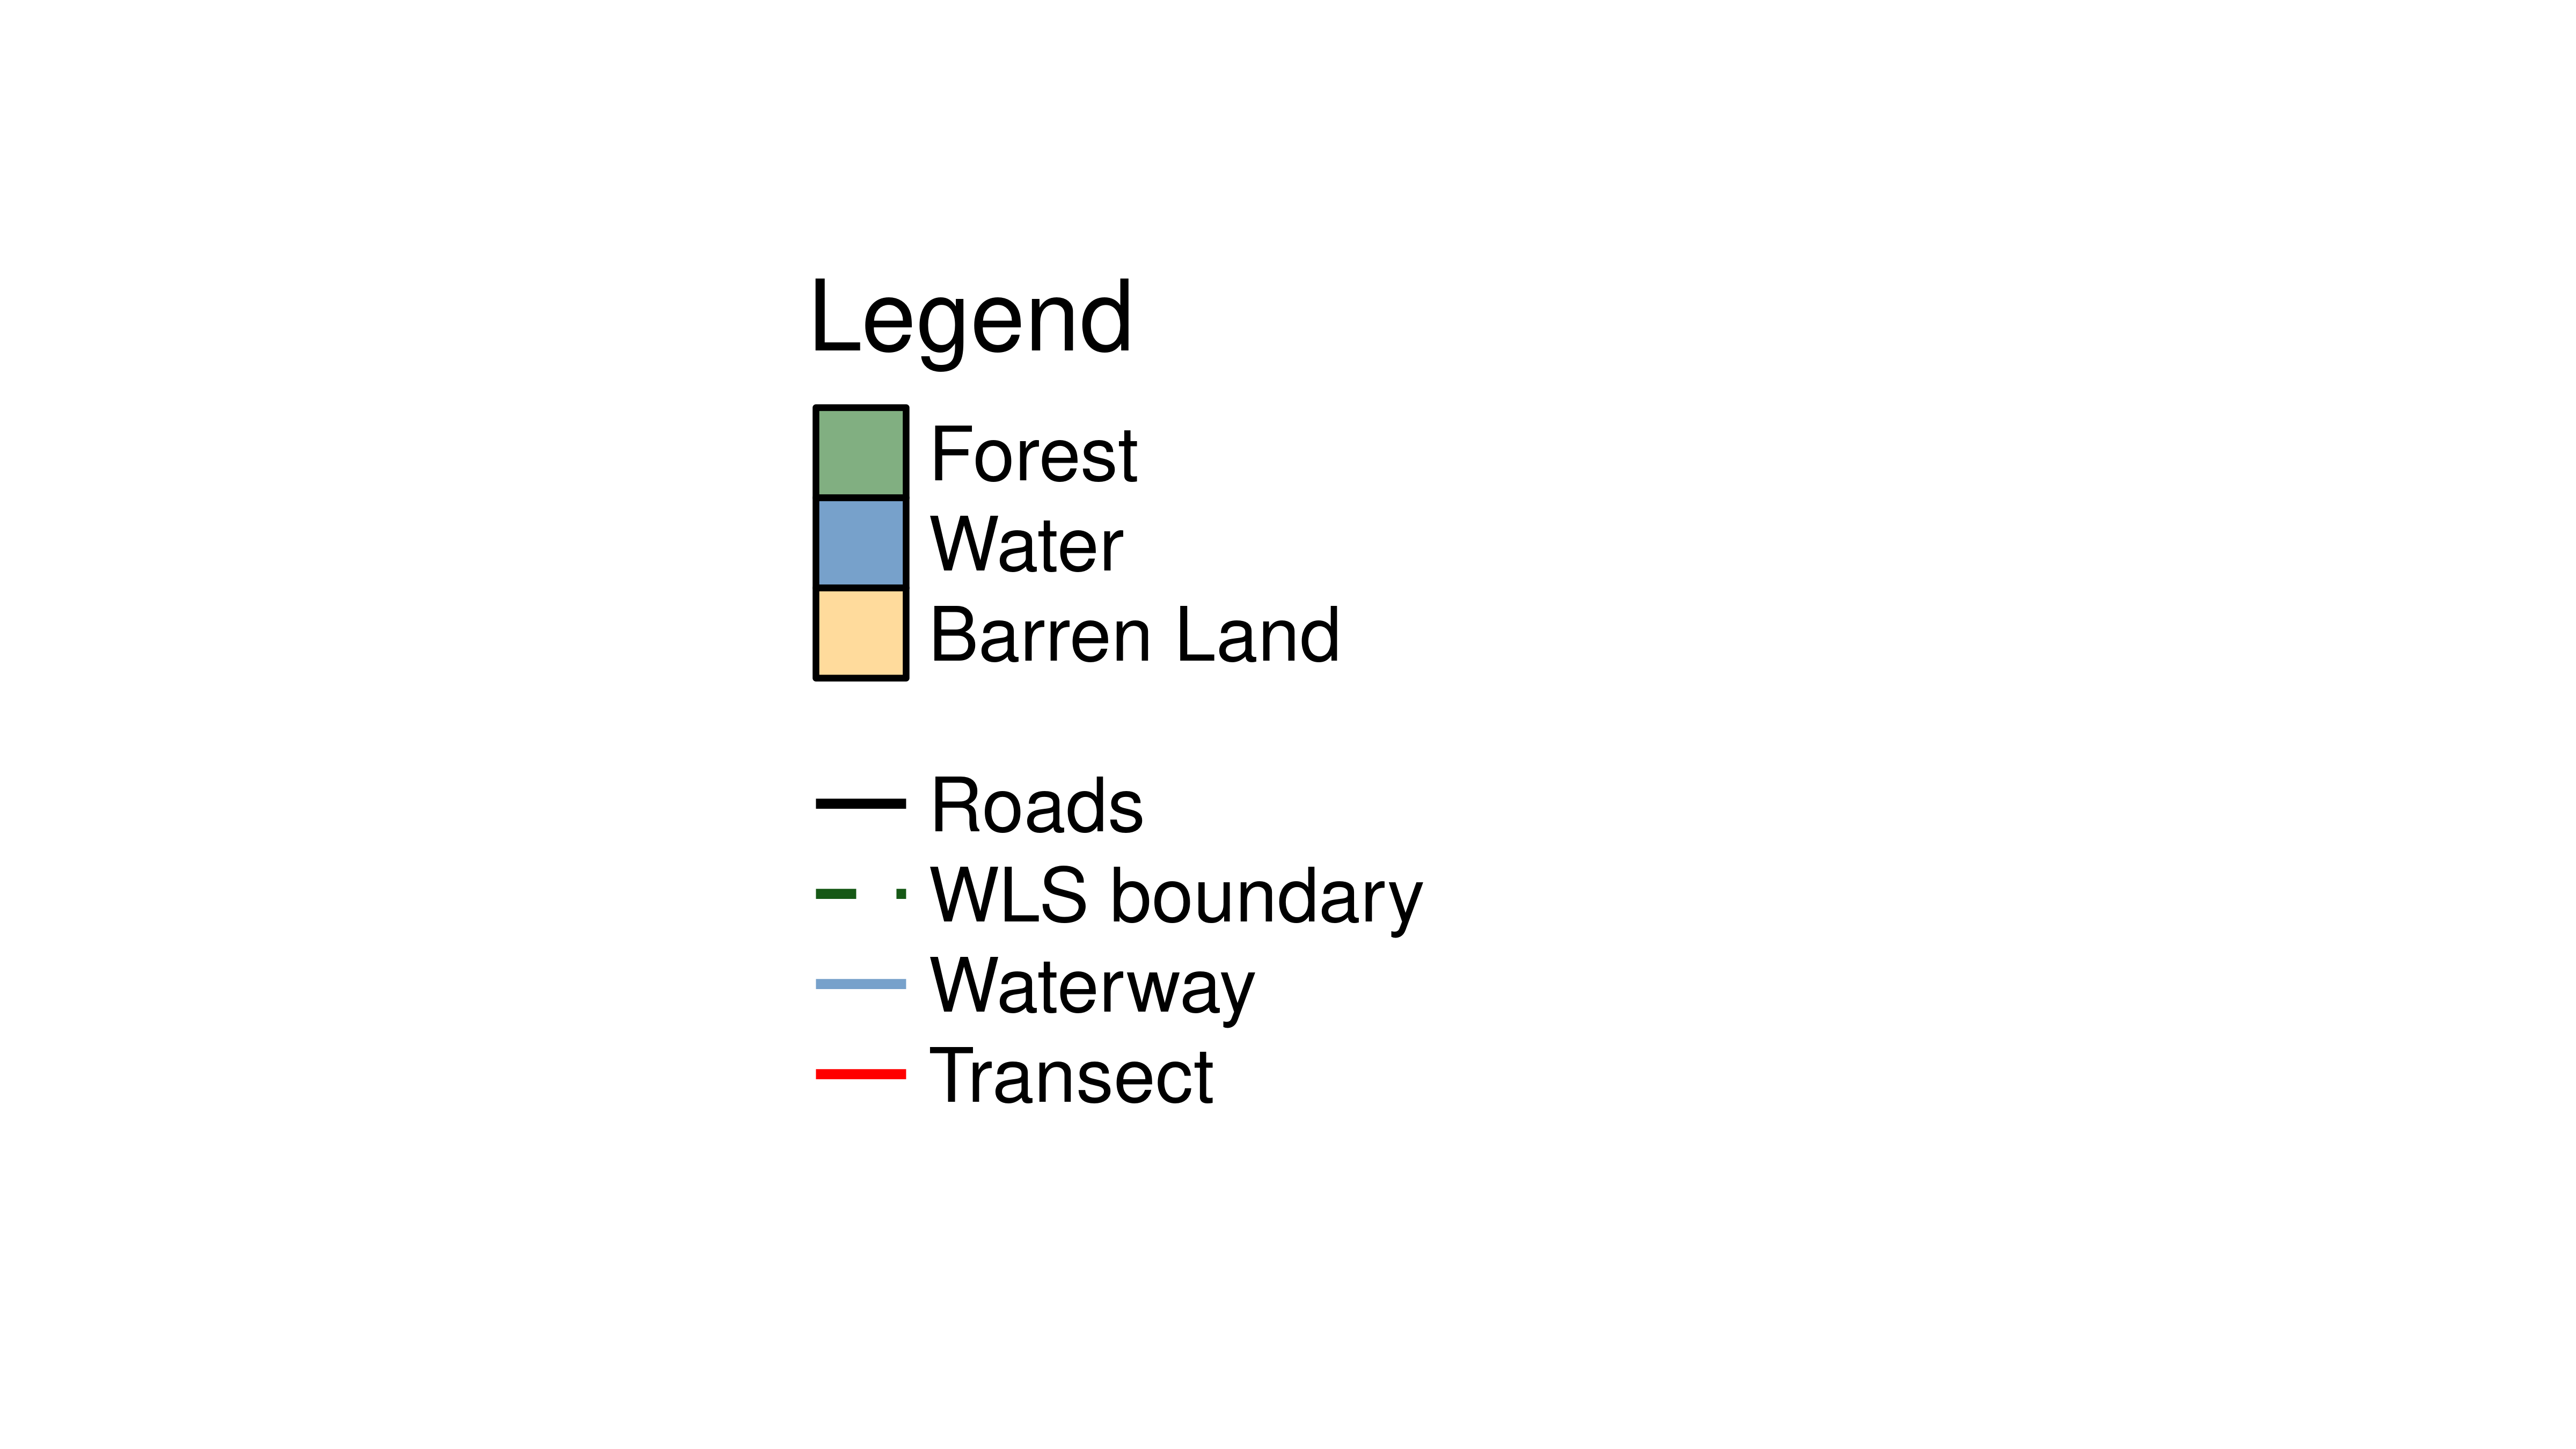 Legend
Forest
Water
Barren Land
Roads
WLS boundary
Waterway
Transect